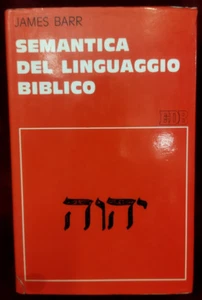 JAMES BARR
SEMANTICA
DEL LINGUAGGIO
BIBLICO
EDB
יהוה